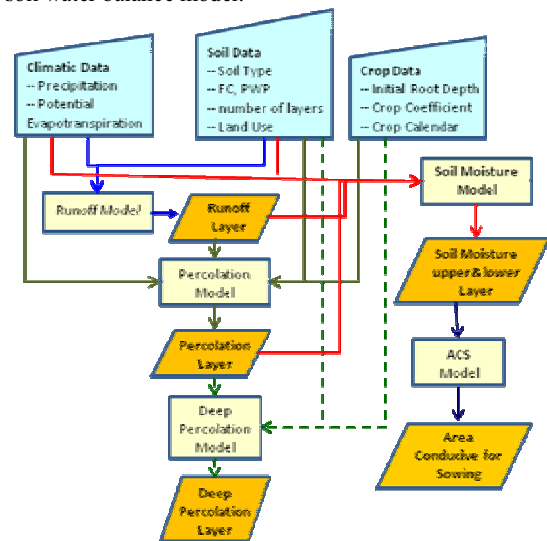 soil water balance model.
Climatic Data
-- Precipitation
-- Potential
Evapotranspiration
Soil Data
-- Soil Type
-- FC, PWP
-- number of layers
-- Land Use
Crop Data
-- Initial Root Depth
-- Crop Coefficient
-- Crop Calendar
Runoff Model
Runoff
Layer
Soil Moisture
Model
Percolation
Model
Soil Moisture
upper&lower
Layer
Percolation
Layer
ACS
Model
Deep
Percolation
Model
Area
Conducive for
Sowing
Deep
Percolation
Layer